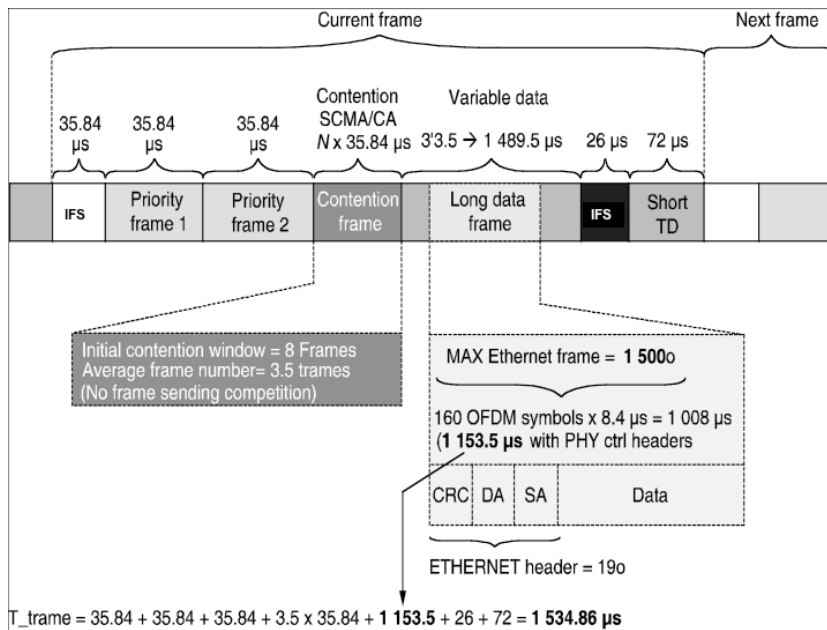 Current frame
Next frame
Contention
SCMA/CA
N x 35.84 µs
Variable data
3'3.5 → 1 489.5 µs
35.84
µs
35.84
µs
35.84
µs
26 µs
72 µs
IFS
Priority
frame 1
Priority
frame 2
Contention
frame
Long data
frame
IFS
Short
TD
Initial contention window = 8 Frames
Average frame number= 3.5 trames
(No frame sending competition)
MAX Ethernet frame = 1 500o
160 OFDM symbols x 8.4 µs = 1 008 µs
(1 153.5 µs with PHY ctrl headers
CRC
DA
SA
Data
ETHERNET header = 19o
T_trame = 35.84 + 35.84 + 35.84 + 3.5 x 35.84 + 1 153.5 + 26 + 72 = 1 534.86 µs